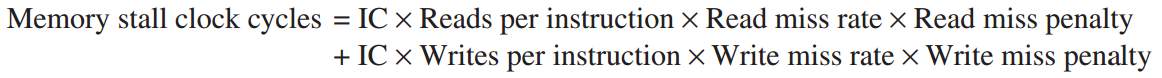 Memory stall clock cycles = IC × Reads per instruction × Read miss rate × Read miss penalty
+ IC × Writes per instruction × Write miss rate × Write miss penalty